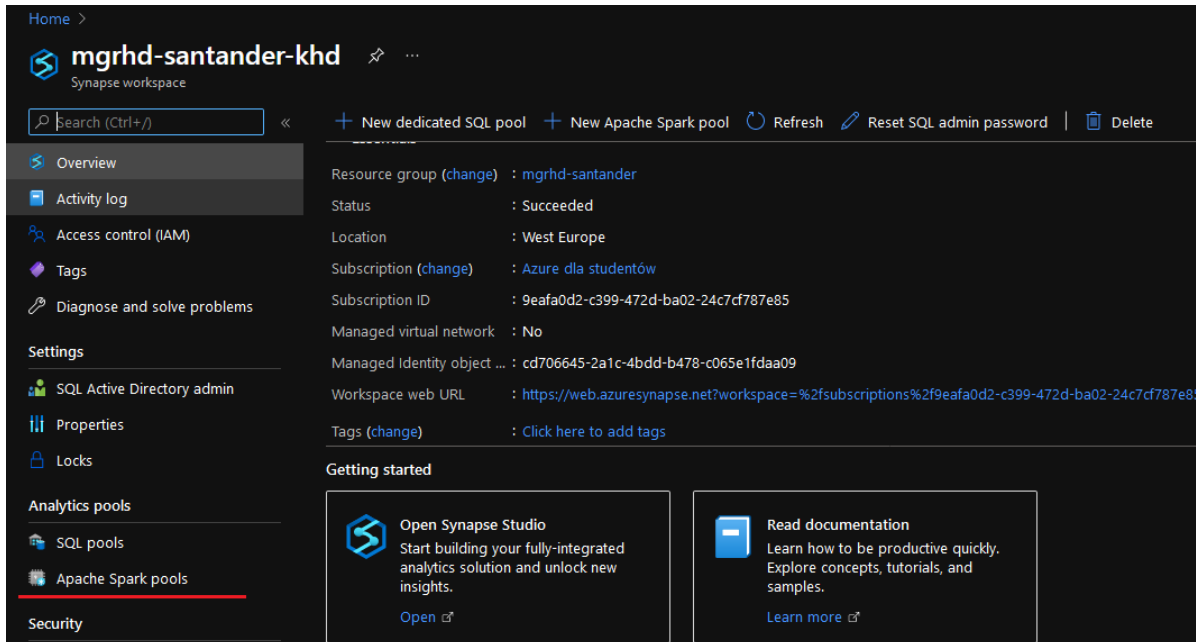 Home >
mgrhd-santander-khd
Synapse workspace
Search (Ctrl+/)
«
+ New dedicated SQL pool + New Apache Spark pool Refresh Reset SQL admin password | Delete
Overview
Activity log
Access control (IAM)
Tags
Diagnose and solve problems
Settings
SQL Active Directory admin
Properties
Locks
Analytics pools
SQL pools
Apache Spark pools
Security
Essentials
Resource group (change) : mgrhd-santander
Status : Succeeded
Location : West Europe
Subscription (change) : Azure dla studentów
Subscription ID : 9eafa0d2-c399-472d-ba02-24c7cf787e85
Managed virtual network : No
Managed Identity object ... : cd706645-2a1c-4bdd-b478-c065e1fdaa09
Workspace web URL : https://web.azuresynapse.net?workspace=%2fsubscriptions%2f9eafa0d2-c399-472d-ba02-24c7cf787e85
Tags (change) : Click here to add tags
Getting started
Open Synapse Studio
Start building your fully-integrated
analytics solution and unlock new
insights.
Open
Read documentation
Learn how to be productive quickly.
Explore concepts, tutorials, and
samples.
Learn more